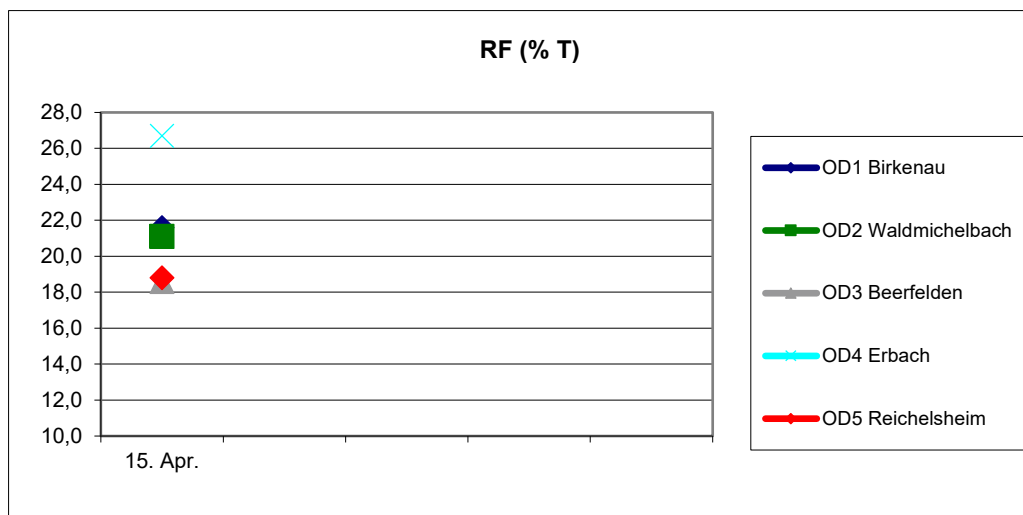 RF (% T)
28,0
26,0
24,0
22,0
20,0
18,0
16,0
14,0
12,0
10,0
15. Apr.
OD1 Birkenau
OD2 Waldmichelbach
OD3 Beerfelden
OD4 Erbach
OD5 Reichelsheim